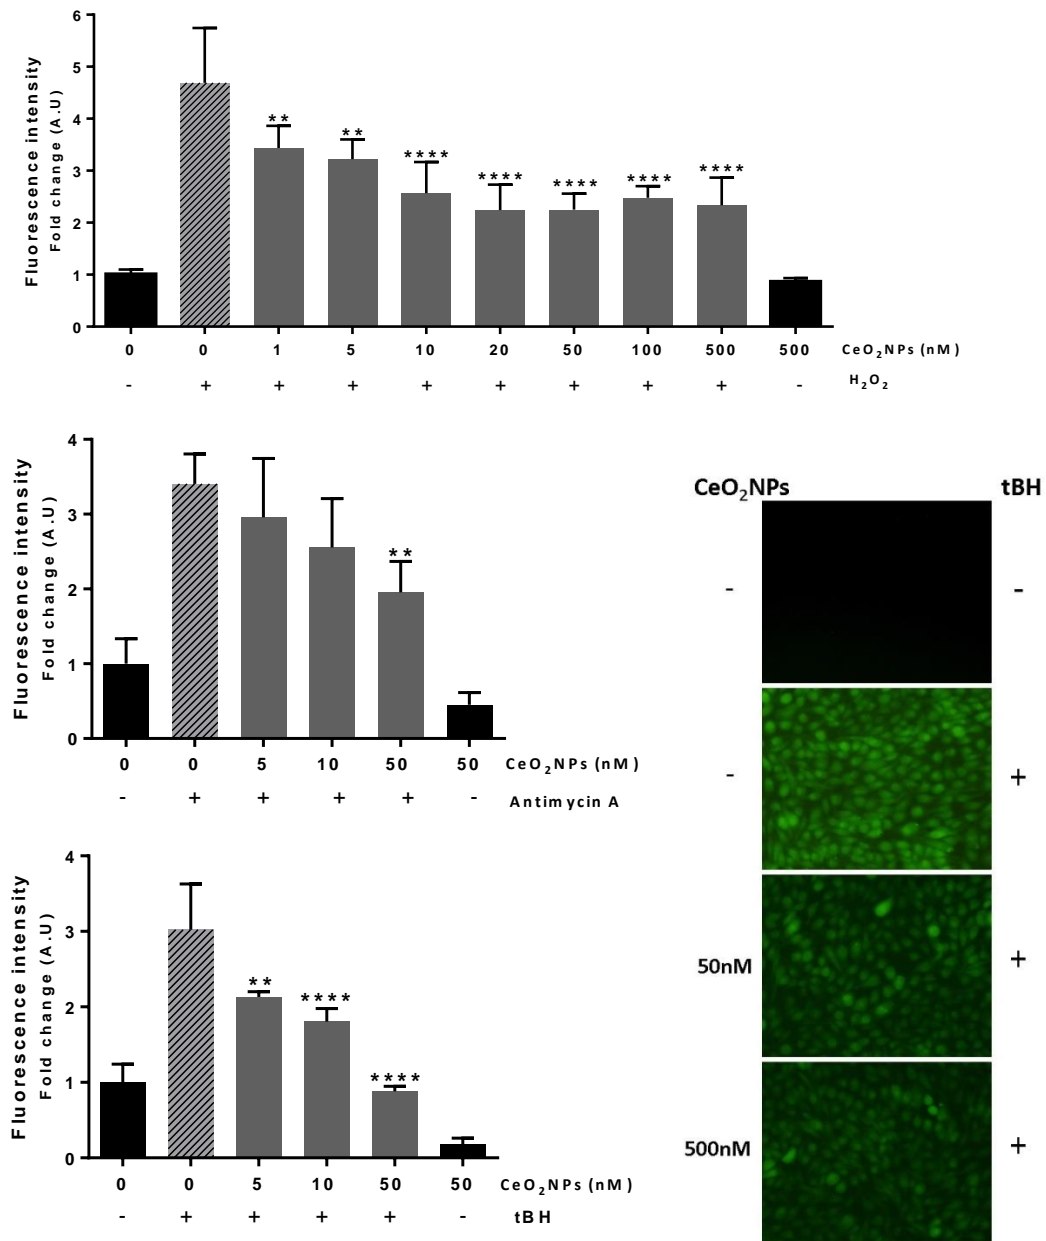 Fluorescence intensity
Fold change (A.U)
6
5
4
3
2
1
0
**
**
****
****
****
****
****
0 0 1 5 10 20 50 100 500 500 CeO₂NPs (nM)
- + + + + + + + + - H₂O₂
Fluorescence intensity
Fold change (A.U)
4
3
2
1
0
**
0 0 5 10 50 50 CeO₂NPs (nM)
- + + + + - Antimycin A
Fluorescence intensity
Fold change (A.U)
4
3
2
1
0
**
****
****
0 0 5 10 50 50 CeO₂NPs (nM)
- + + + + - tBH
CeO₂NPs tBH
- -
- +
50nM +
500nM +